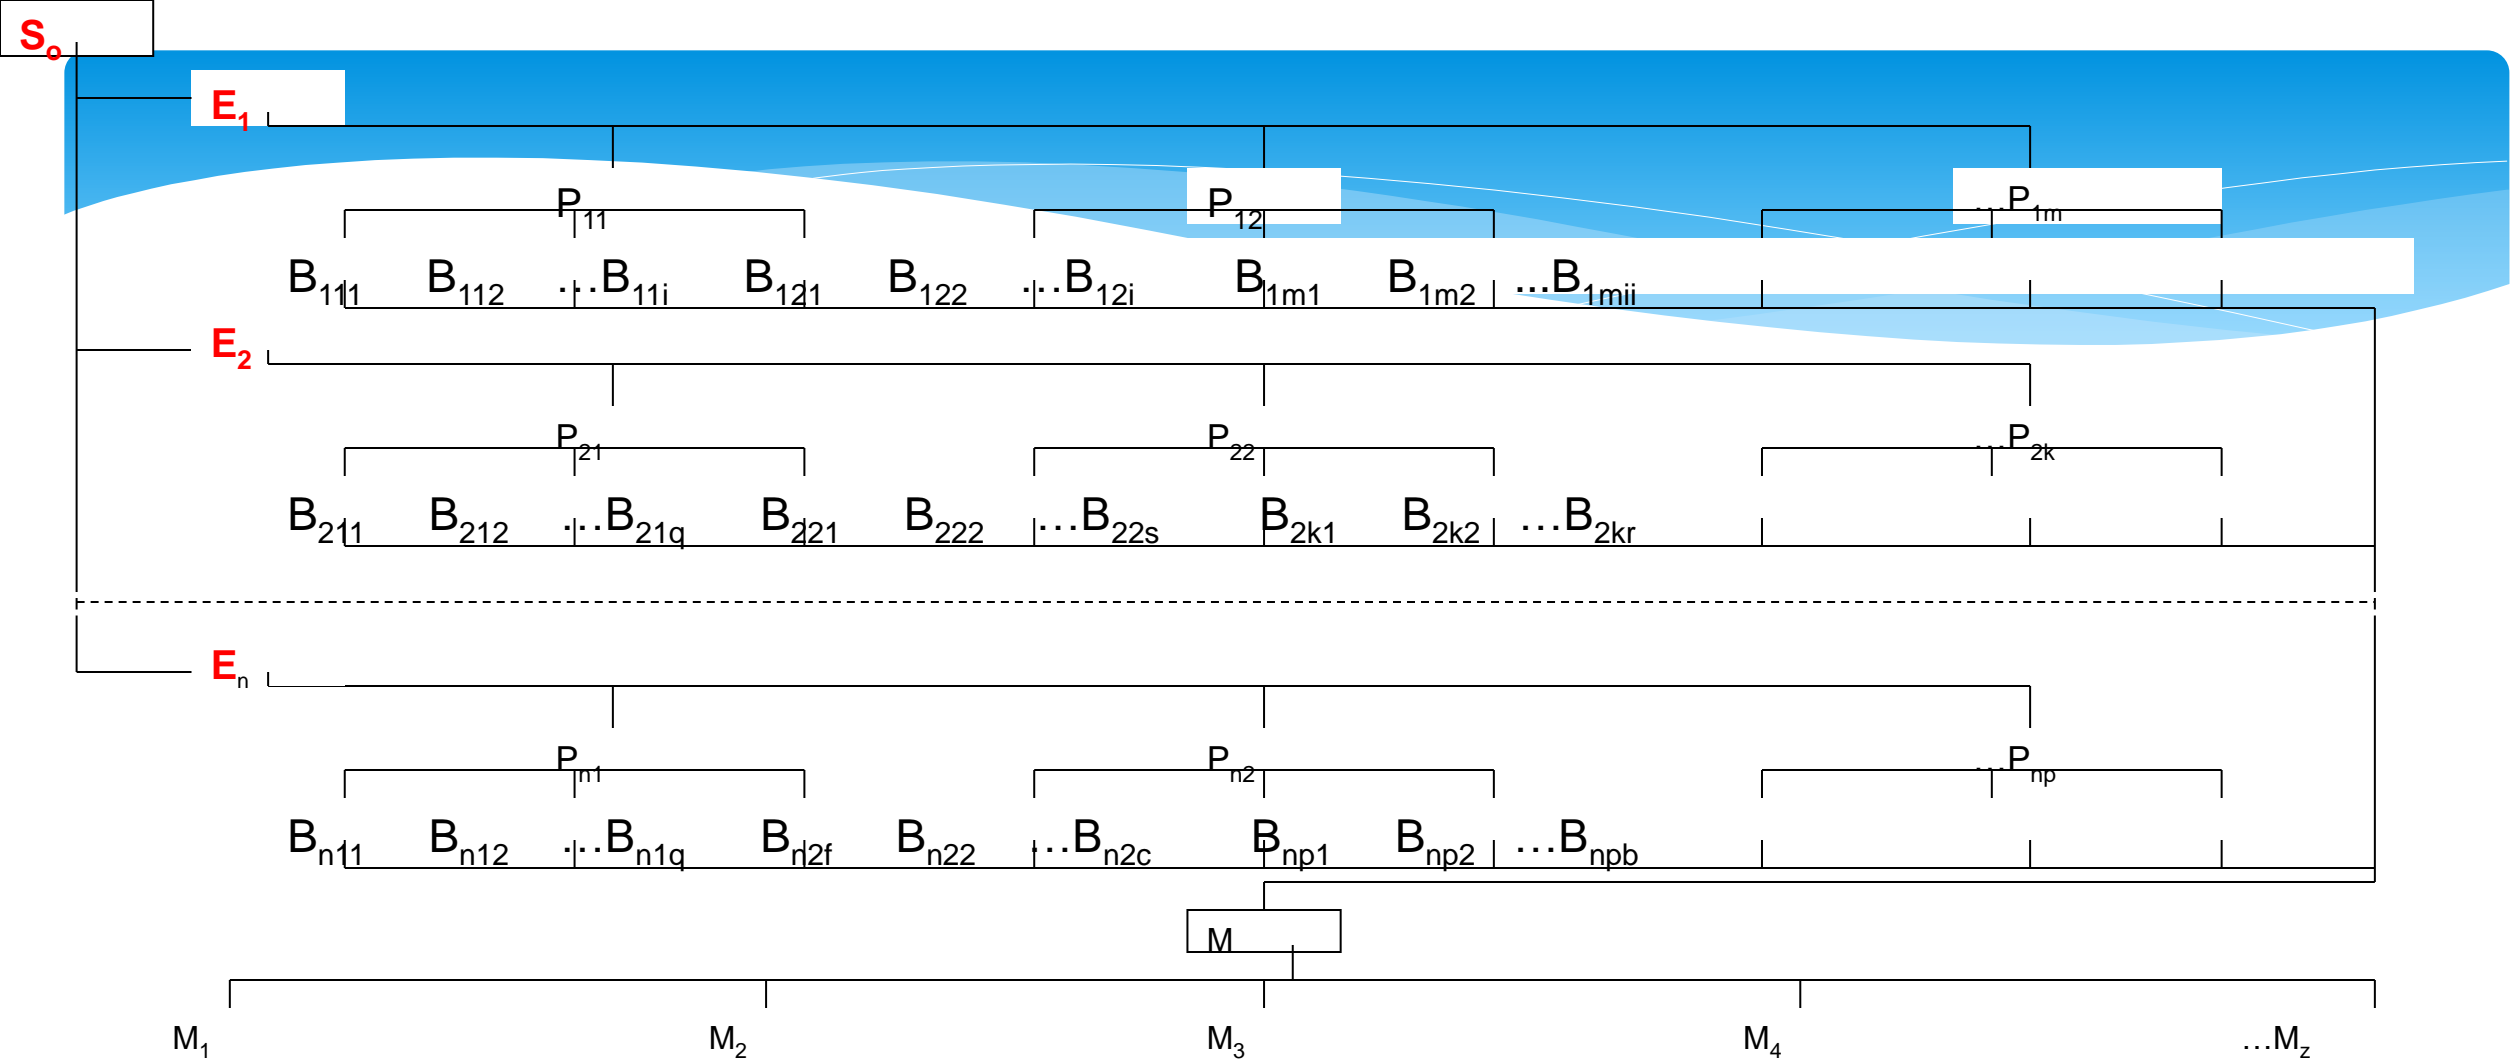 So
E1
P11 P12 …P1m
B111 B112 …B11i B121 B122 …B12i B1m1 B1m2 ...B1mii
E2
P21 P22 …P2k
B211 B212 …B21q B221 B222 …B22s B2k1 B2k2 …B2kr
En
Pn1 Pn2 …Pnp
Bn11 Bn12 …Bn1q Bn2f Bn22 …Bn2c Bnp1 Bnp2 …Bnpb
M
M1 M2 M3 M4 …Mz